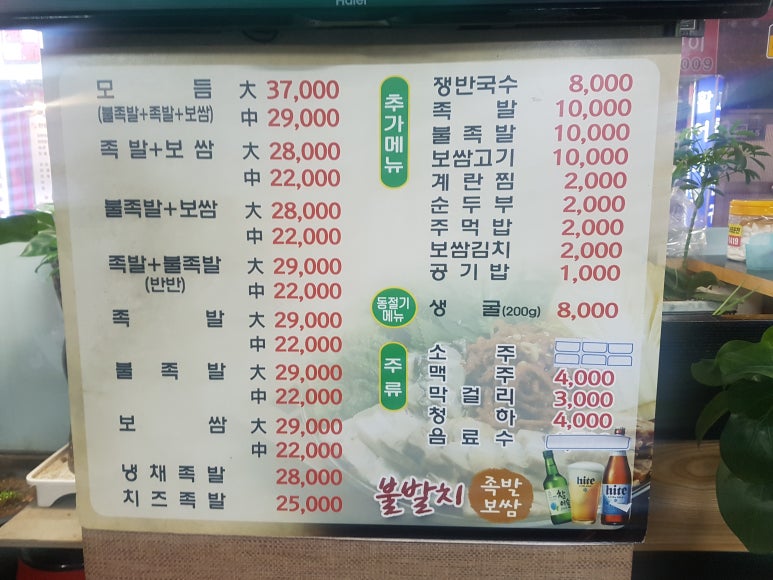 Haier
모 듬 大 37,000
(불족발+족발+보쌈) 中 29,000
족발+보쌈 大 28,000
中 22,000
불족발+보쌈 大 28,000
中 22,000
족발+불족발 大 29,000
(반반) 中 22,000
족 발 大 29,000
中 22,000
불 족 발 大 29,000
中 22,000
보 쌈 大 29,000
中 22,000
냉채족발 28,000
치즈족발 25,000
추가메뉴
쟁반국수 8,000
족 발 10,000
불 족 발 10,000
보쌈고기 10,000
계 란 찜 2,000
순 두 부 2,000
주 먹 밥 2,000
보쌈김치 2,000
공 기 밥 1,000
동절기
메뉴
생 굴(200g) 8,000
주류
소 주
맥 주 4,000
막 걸 리 3,000
청 하 4,000
음 료 수
불발치
족반
보쌈
hite
hite
009